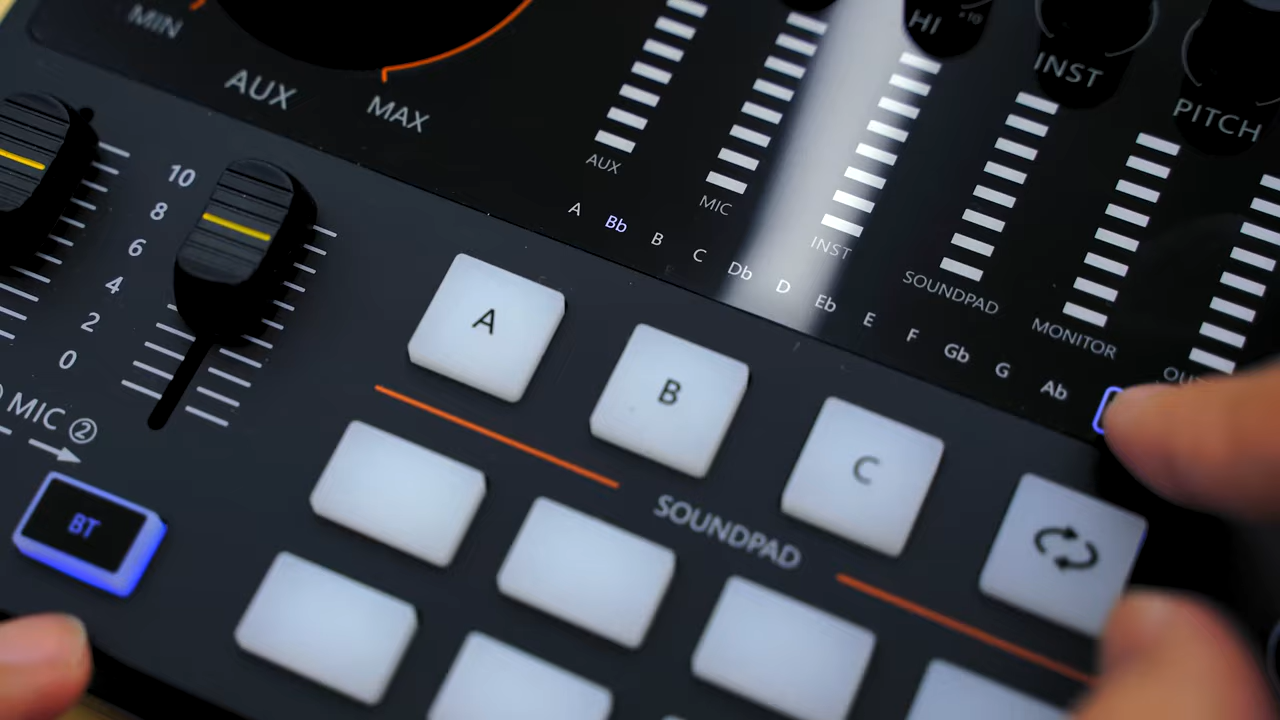 MIN
AUX
MAX
HI
INST
PITCH
AUX
MIC
INST
SOUNDPAD
MONITOR
A Bb B C Db D Eb E F Gb G Ab
10
8
6
4
2
0
MIC ②
BT
A
B
C
SOUNDPAD